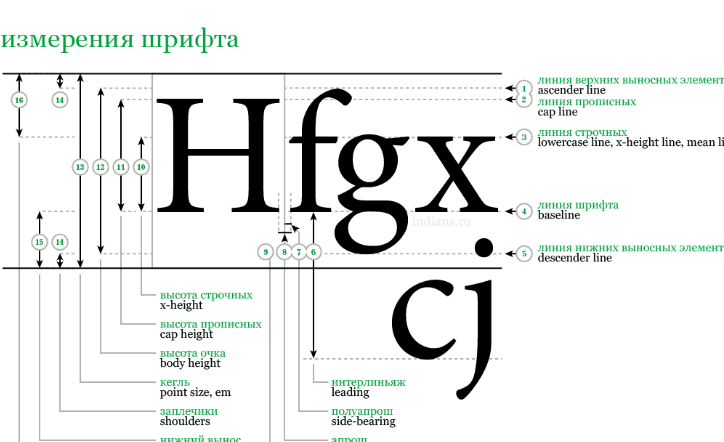 измерения шрифта
16
14
13
12
11
10
15
14
9
8
7
6
Hfgx
cj
indians.ru
1
линия верхних выносных элемент
ascender line
2
линия прописных
cap line
3
линия строчных
lowercase line, x-height line, mean li
4
линия шрифта
baseline
5
линия нижних выносных элемент
descender line
высота строчных
x-height
высота прописных
cap height
высота очка
body height
кегль
point size, em
заплечики
shoulders
нижний вынос
интерлиньяж
leading
полуапрош
side-bearing
апрош